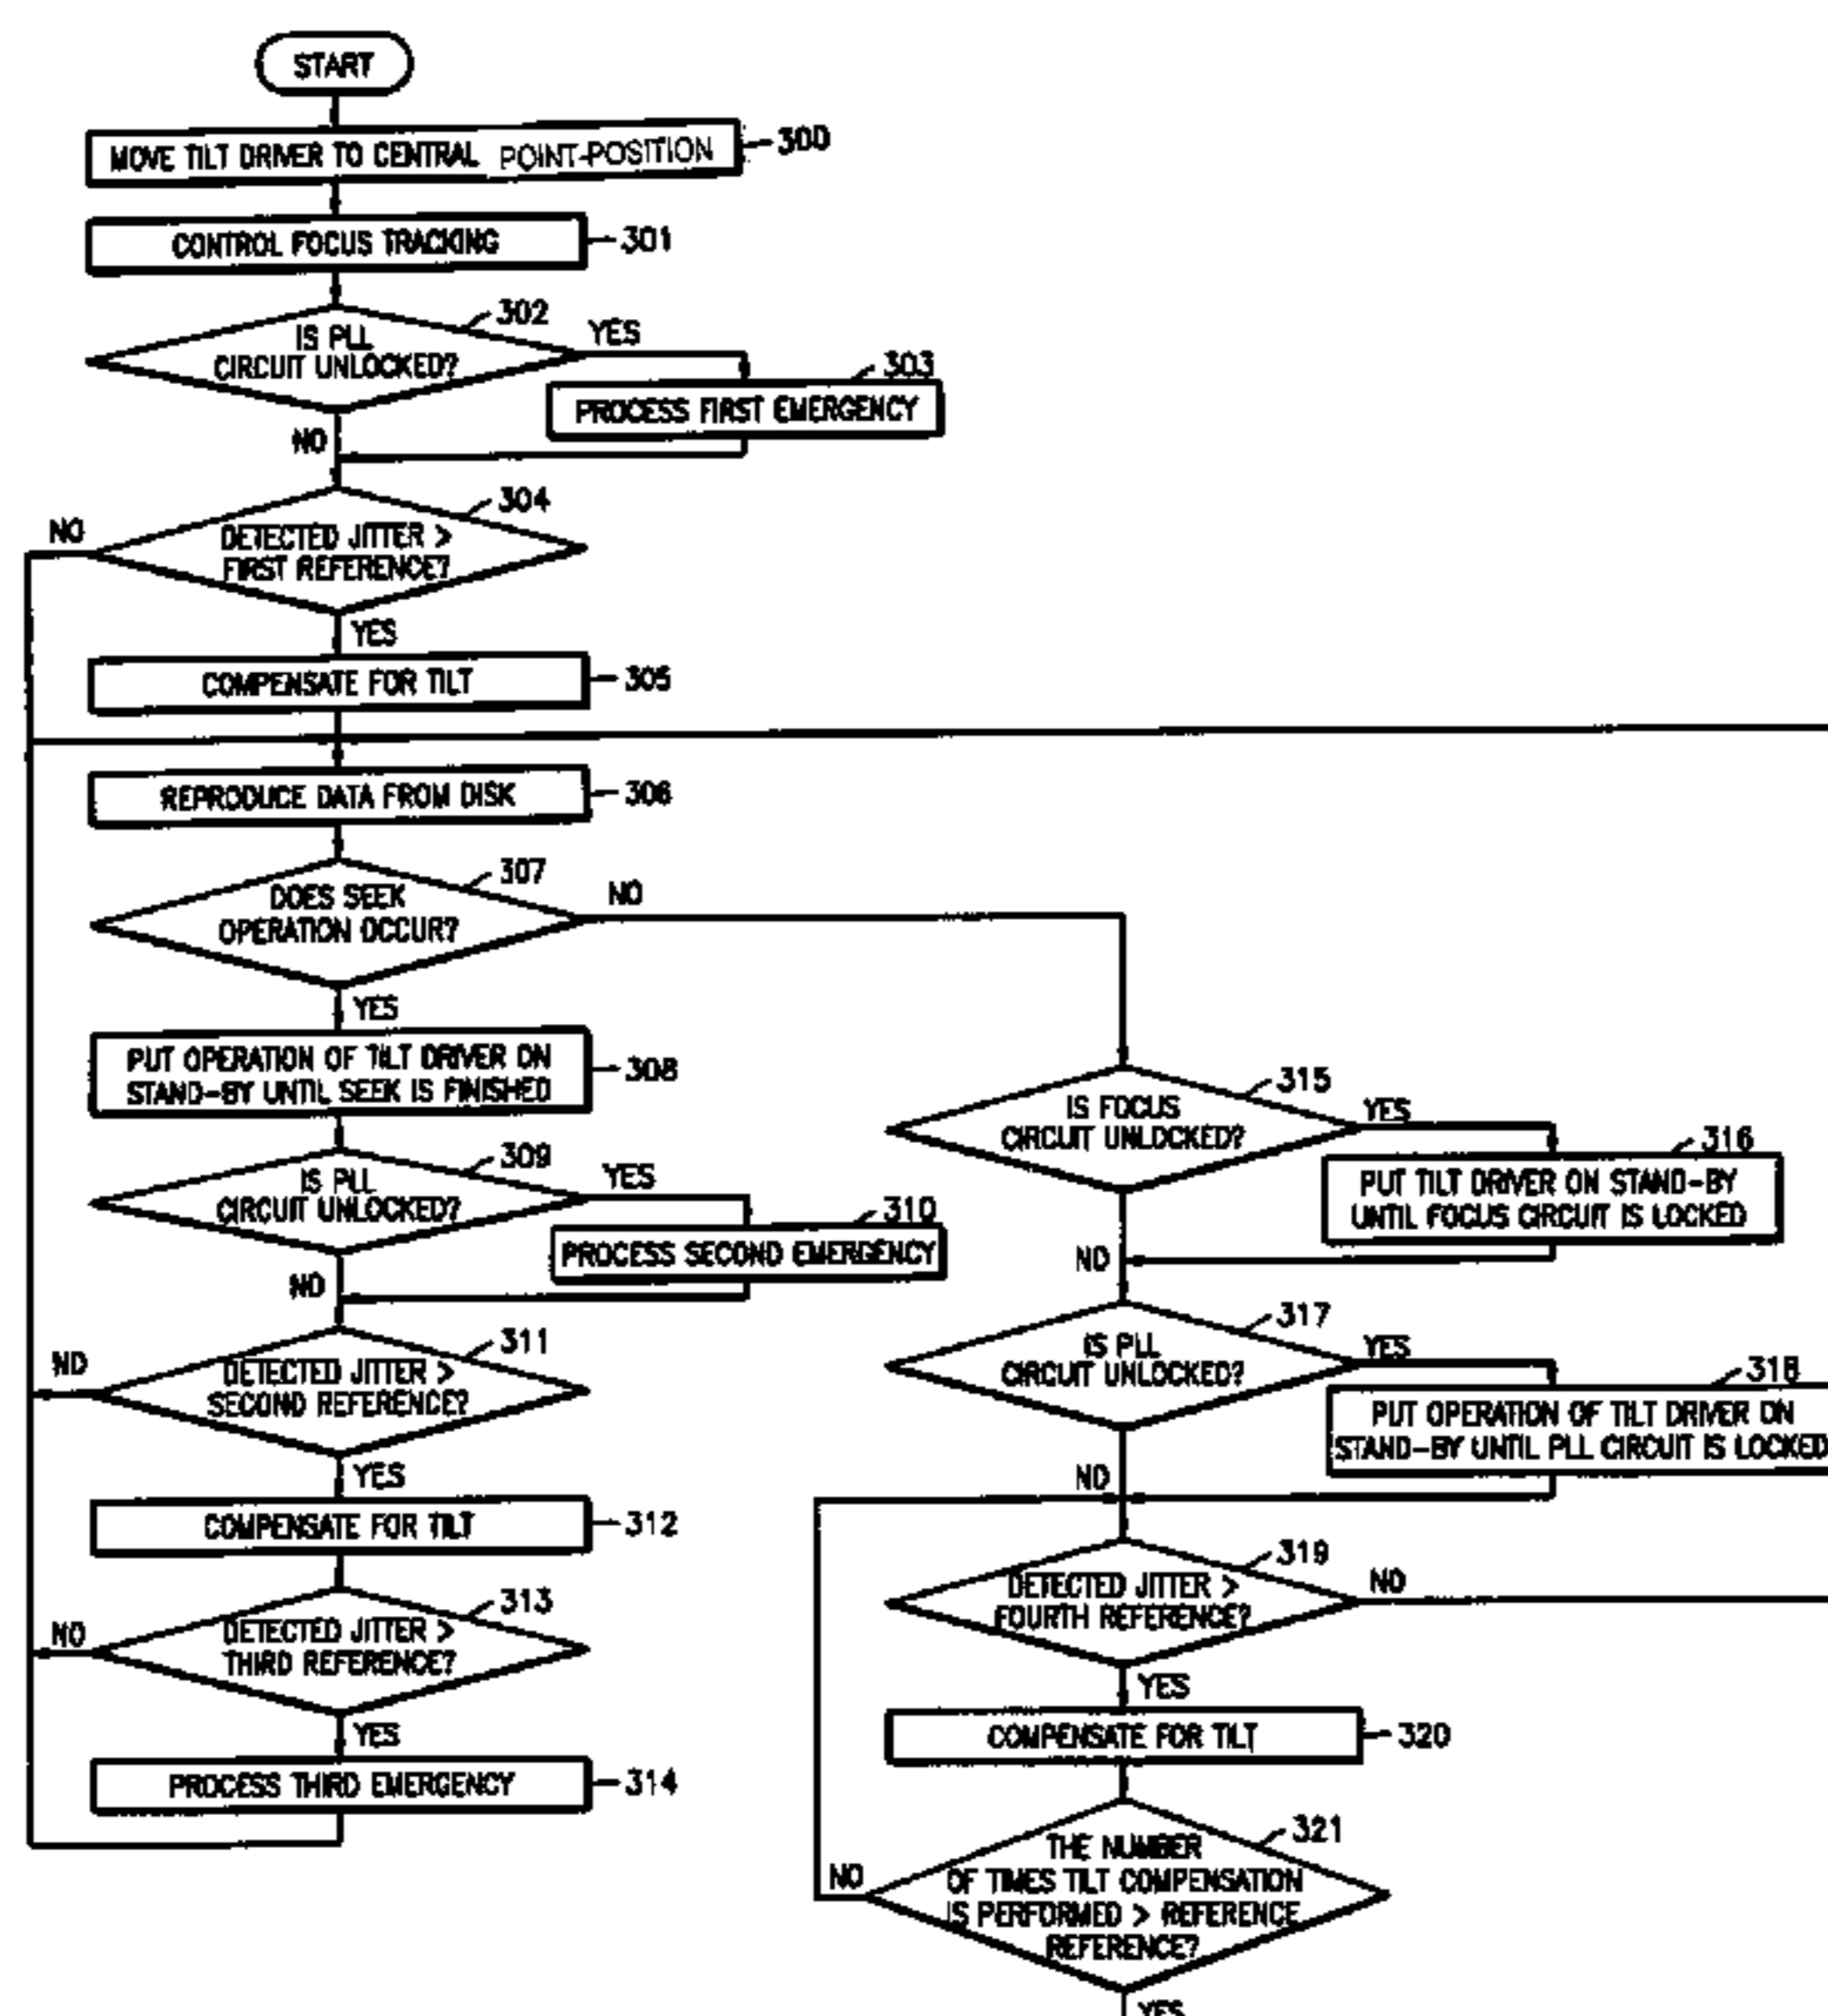 START
MOVE TILT DRIVER TO CENTRAL POINT-POSITION
300
CONTROL FOCUS TRACKING
301
302
IS PLL
CIRCUIT UNLOCKED?
YES
303
PROCESS FIRST EMERGENCY
NO
304
NO
DETECTED JITTER >
FIRST REFERENCE?
YES
COMPENSATE FOR TILT
305
REPRODUCE DATA FROM DISK
306
307
DOES SEEK
OPERATION OCCUR?
NO
YES
PUT OPERATION OF TILT DRIVER ON
STAND-BY UNTIL SEEK IS FINISHED
308
309
IS PLL
CIRCUIT UNLOCKED?
YES
310
PROCESS SECOND EMERGENCY
NO
311
NO
DETECTED JITTER >
SECOND REFERENCE?
YES
COMPENSATE FOR TILT
312
313
NO
DETECTED JITTER >
THIRD REFERENCE?
YES
PROCESS THIRD EMERGENCY
314
315
IS FOCUS
CIRCUIT UNLOCKED?
YES
316
PUT TILT DRIVER ON STAND-BY
UNTIL FOCUS CIRCUIT IS LOCKED
NO
317
IS PLL
CIRCUIT UNLOCKED?
YES
318
PUT OPERATION OF TILT DRIVER ON
STAND-BY UNTIL PLL CIRCUIT IS LOCKED
NO
319
DETECTED JITTER >
FOURTH REFERENCE?
NO
YES
COMPENSATE FOR TILT
320
321
THE NUMBER
OF TIMES TILT COMPENSATION
IS PERFORMED > REFERENCE
REFERENCE?
NO
YES